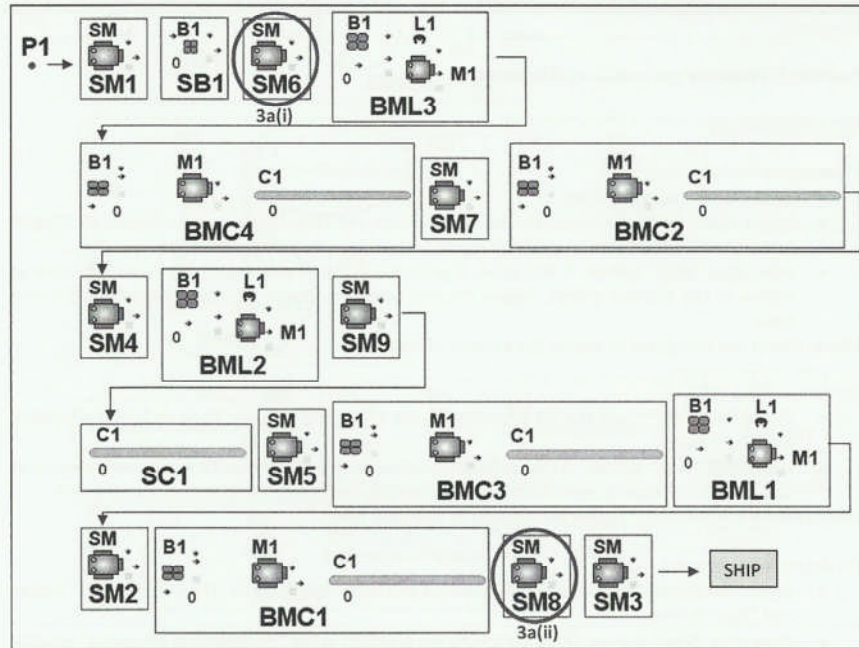 P1
SM
SM1
B1
0
SB1
SM
SM6
3a(i)
B1 L1
0
M1
BML3
B1 M1 C1
0 0
BMC4
SM
SM7
B1 M1 C1
0 0
BMC2
SM
SM4
B1 L1
0
M1
BML2
SM
SM9
C1
0
SC1
SM
SM5
B1 M1 C1
0 0
BMC3
B1 L1
0
M1
BML1
SM
SM2
B1 M1 C1
0 0
BMC1
SM
SM8
3a(ii)
SM
SM3
SHIP